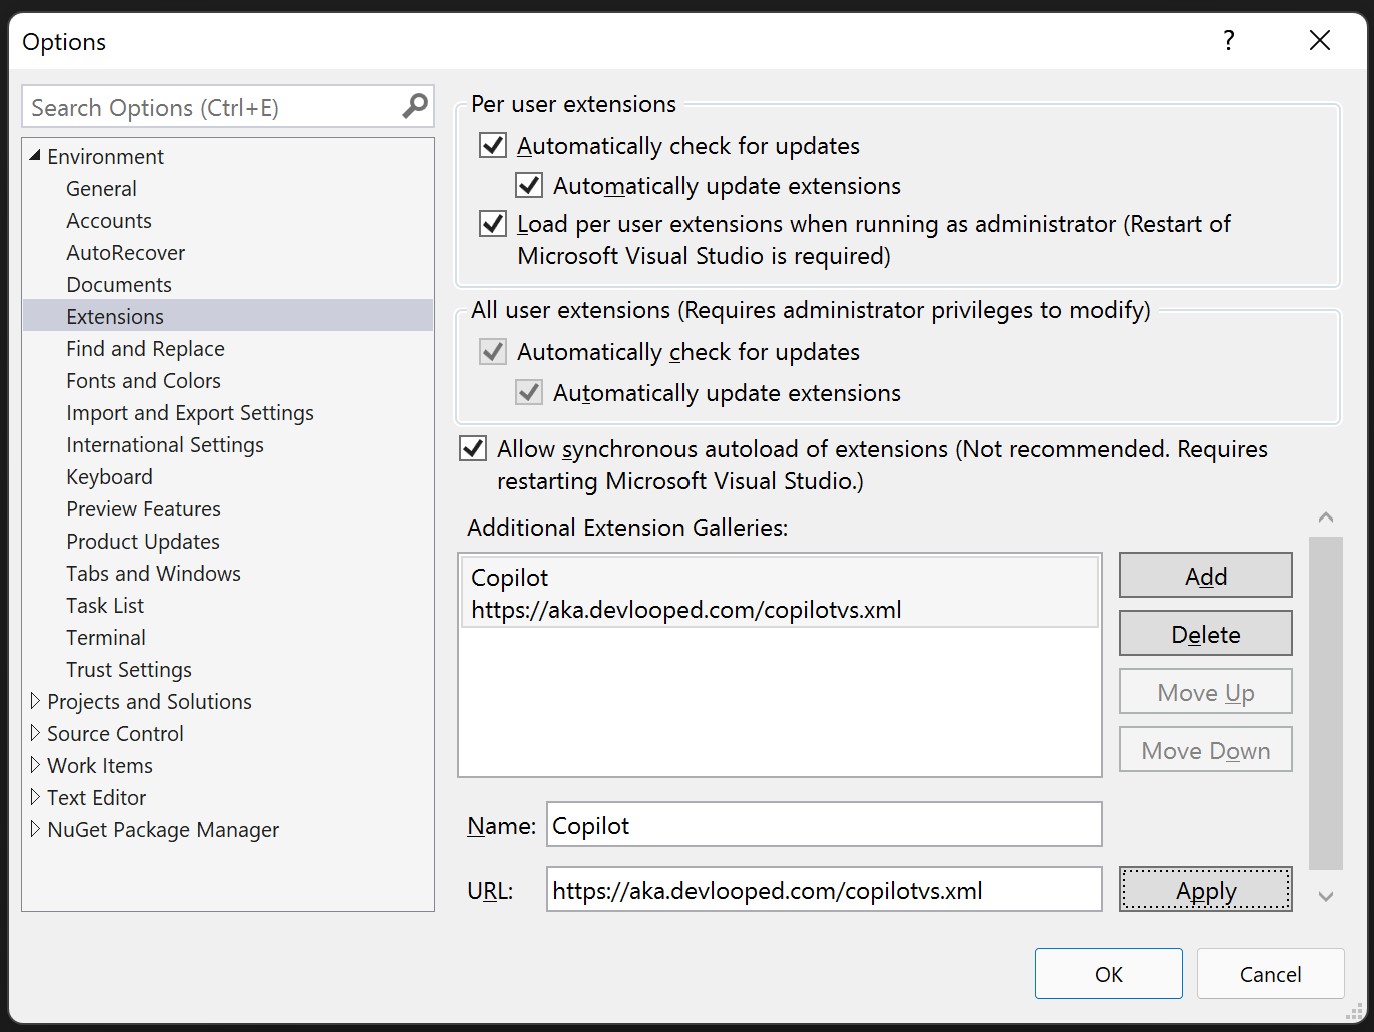 Options
?
Search Options (Ctrl+E)
Environment
General
Accounts
AutoRecover
Documents
Extensions
Find and Replace
Fonts and Colors
Import and Export Settings
International Settings
Keyboard
Preview Features
Product Updates
Tabs and Windows
Task List
Terminal
Trust Settings
Projects and Solutions
Source Control
Work Items
Text Editor
NuGet Package Manager
Per user extensions
Automatically check for updates
Automatically update extensions
Load per user extensions when running as administrator (Restart of
Microsoft Visual Studio is required)
All user extensions (Requires administrator privileges to modify)
Automatically check for updates
Automatically update extensions
Allow synchronous autoload of extensions (Not recommended. Requires
restarting Microsoft Visual Studio.)
Additional Extension Galleries:
Copilot
https://aka.devlooped.com/copilotvs.xml
Add
Delete
Move Up
Move Down
Name: Copilot
URL: https://aka.devlooped.com/copilotvs.xml
Apply
OK
Cancel